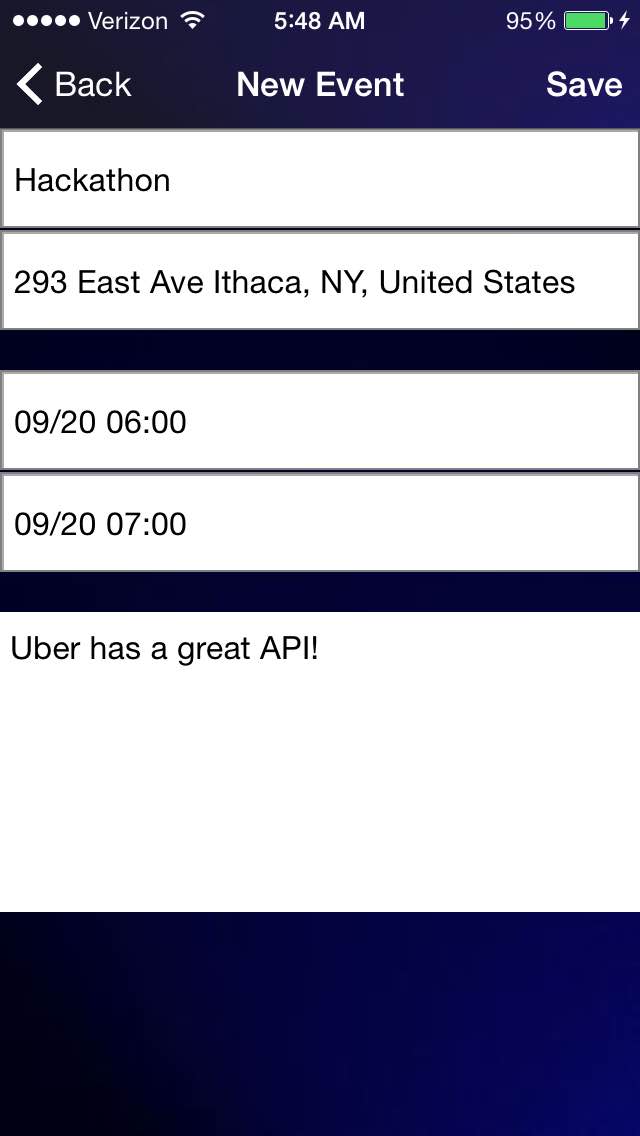 Verizon 5:48 AM 95%
Back New Event Save
Hackathon
293 East Ave Ithaca, NY, United States
09/20 06:00
09/20 07:00
Uber has a great API!